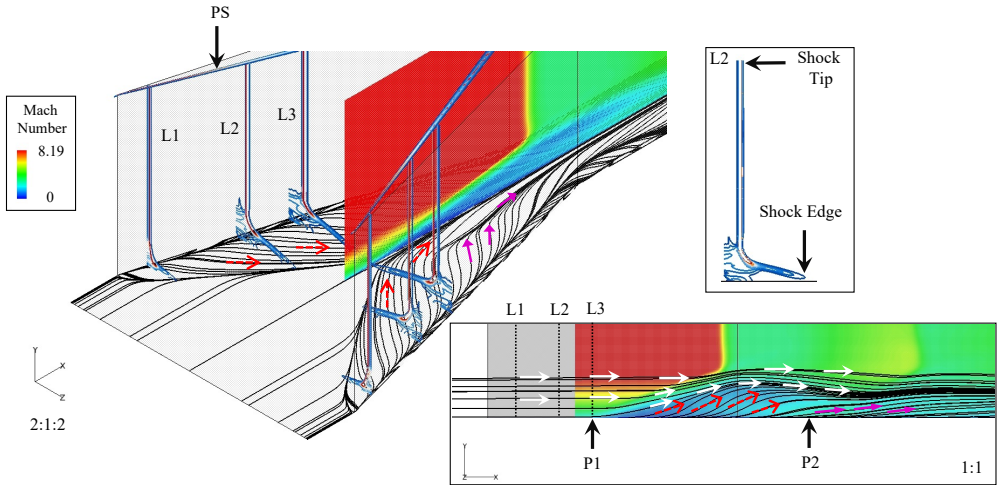 PS
L1
L2
L3
Mach
Number
8.19
0
Y
X
Z
2:1:2
L2
Shock
Tip
Shock Edge
L1
L2
L3
P1
P2
Y
Z
X
1:1